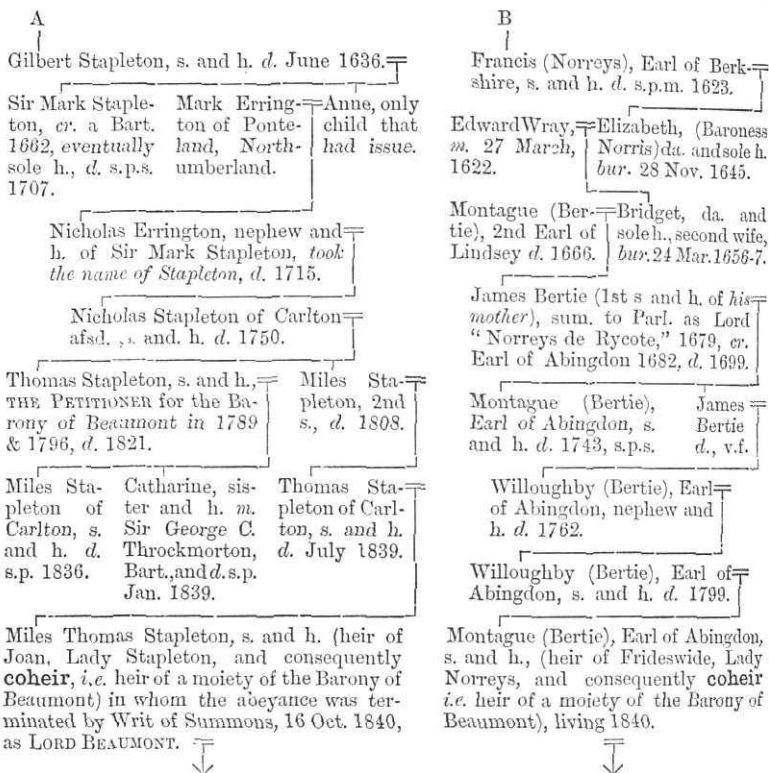 A
Gilbert Stapleton, s. and h. d. June 1636.
Sir Mark Staple-
ton, cr. a Bart.
1662, eventually
sole h., d. s.p.s.
1707.
Mark Erring-
ton of Ponte-
land, North-
umberland.
Anne, only
child that
had issue.
Nicholas Errington, nephew and
h. of Sir Mark Stapleton, took
the name of Stapleton, d. 1715.
Nicholas Stapleton of Carlton
afsd., s. and. h. d. 1750.
Thomas Stapleton, s. and h.,
THE PETITIONER for the Ba-
rony of Beaumont in 1789
& 1796, d. 1821.
Miles Sta-
pleton, 2nd
s., d. 1808.
Miles Sta-
pleton of
Carlton, s.
and h. d.
s.p. 1836.
Catharine, sis-
ter and h. m.
Sir George C.
Throckmorton,
Bart., and d. s.p.
Jan. 1839.
Thomas Sta-
pleton of Carl-
ton, s. and h.
d. July 1839.
Miles Thomas Stapleton, s. and h. (heir of
Joan, Lady Stapleton, and consequently
coheir, i.e. heir of a moiety of the Barony of
Beaumont) in whom the abeyance was ter-
minated by Writ of Summons, 16 Oct. 1840,
as LORD BEAUMONT.
B
Francis (Norreys), Earl of Berk-
shire, s. and h. d. s.p.m. 1623.
Edward Wray,
m. 27 March,
1622.
Elizabeth, (Baroness
Norris) da. and sole h.
bur. 28 Nov. 1645.
Montague (Ber-
tie), 2nd Earl of
Lindsey d. 1666.
Bridget, da. and
sole h., second wife,
bur. 24 Mar. 1656-7.
James Bertie (1st s and h. of his
mother), sum. to Parl. as Lord
"Norreys de Rycote," 1679, cr.
Earl of Abingdon 1682, d. 1699.
Montague (Bertie),
Earl of Abingdon, s.
and h. d. 1743, s.p.s.
James
Bertie
d., v.f.
Willoughby (Bertie), Earl
of Abingdon, nephew and
h. d. 1762.
Willoughby (Bertie), Earl of
Abingdon, s. and h. d. 1799.
Montague (Bertie), Earl of Abingdon,
s. and h., (heir of Frideswide, Lady
Norreys, and consequently coheir
i.e. heir of a moiety of the Barony of
Beaumont), living 1840.